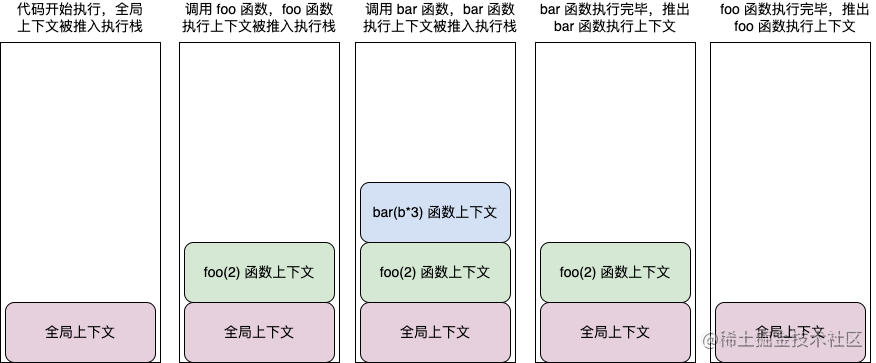 代码开始执行，全局
上下文被推入执行栈
调用 foo 函数，foo 函数
执行上下文被推入执行栈
调用 bar 函数，bar 函数
执行上下文被推入执行栈
bar 函数执行完毕，推出
bar 函数执行上下文
foo 函数执行完毕，推出
foo 函数执行上下文
全局上下文
foo(2) 函数上下文
全局上下文
bar(b*3) 函数上下文
foo(2) 函数上下文
全局上下文
foo(2) 函数上下文
全局上下文
全局上下文
@稀土掘金技术社区